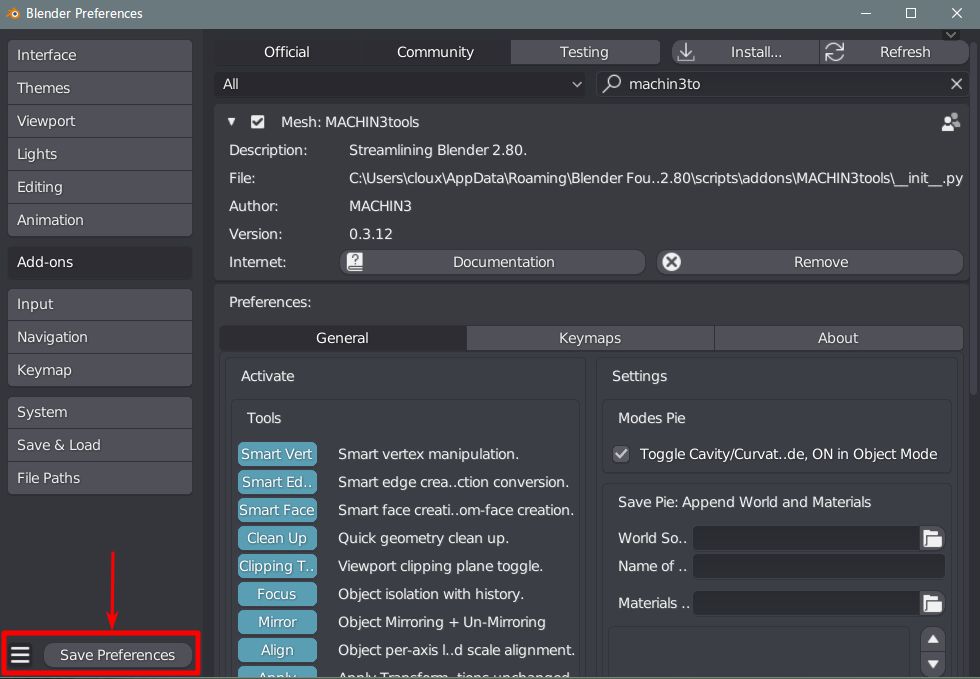 Blender Preferences
Interface
Themes
Viewport
Lights
Editing
Animation
Add-ons
Input
Navigation
Keymap
System
Save & Load
File Paths
Save Preferences
Official Community Testing Install... Refresh
All machin3to
Mesh: MACHIN3tools
Description: Streamlining Blender 2.80.
File: C:\Users\cloux\AppData\Roaming\Blender Fou..2.80\scripts\addons\MACHIN3tools\__init__.py
Author: MACHIN3
Version: 0.3.12
Internet: Documentation Remove
Preferences:
General Keymaps About
Activate
Tools
Smart Vert Smart vertex manipulation.
Smart Ed.. Smart edge crea..ction conversion.
Smart Face Smart face creati..om-face creation.
Clean Up Quick geometry clean up.
Clipping T.. Viewport clipping plane toggle.
Focus Object isolation with history.
Mirror Object Mirroring + Un-Mirroring
Align Object per-axis l..d scale alignment.
Apply Apply Transform..tions unchanged
Settings
Modes Pie
Toggle Cavity/Curvat..de, ON in Object Mode
Save Pie: Append World and Materials
World So..
Name of ..
Materials ..